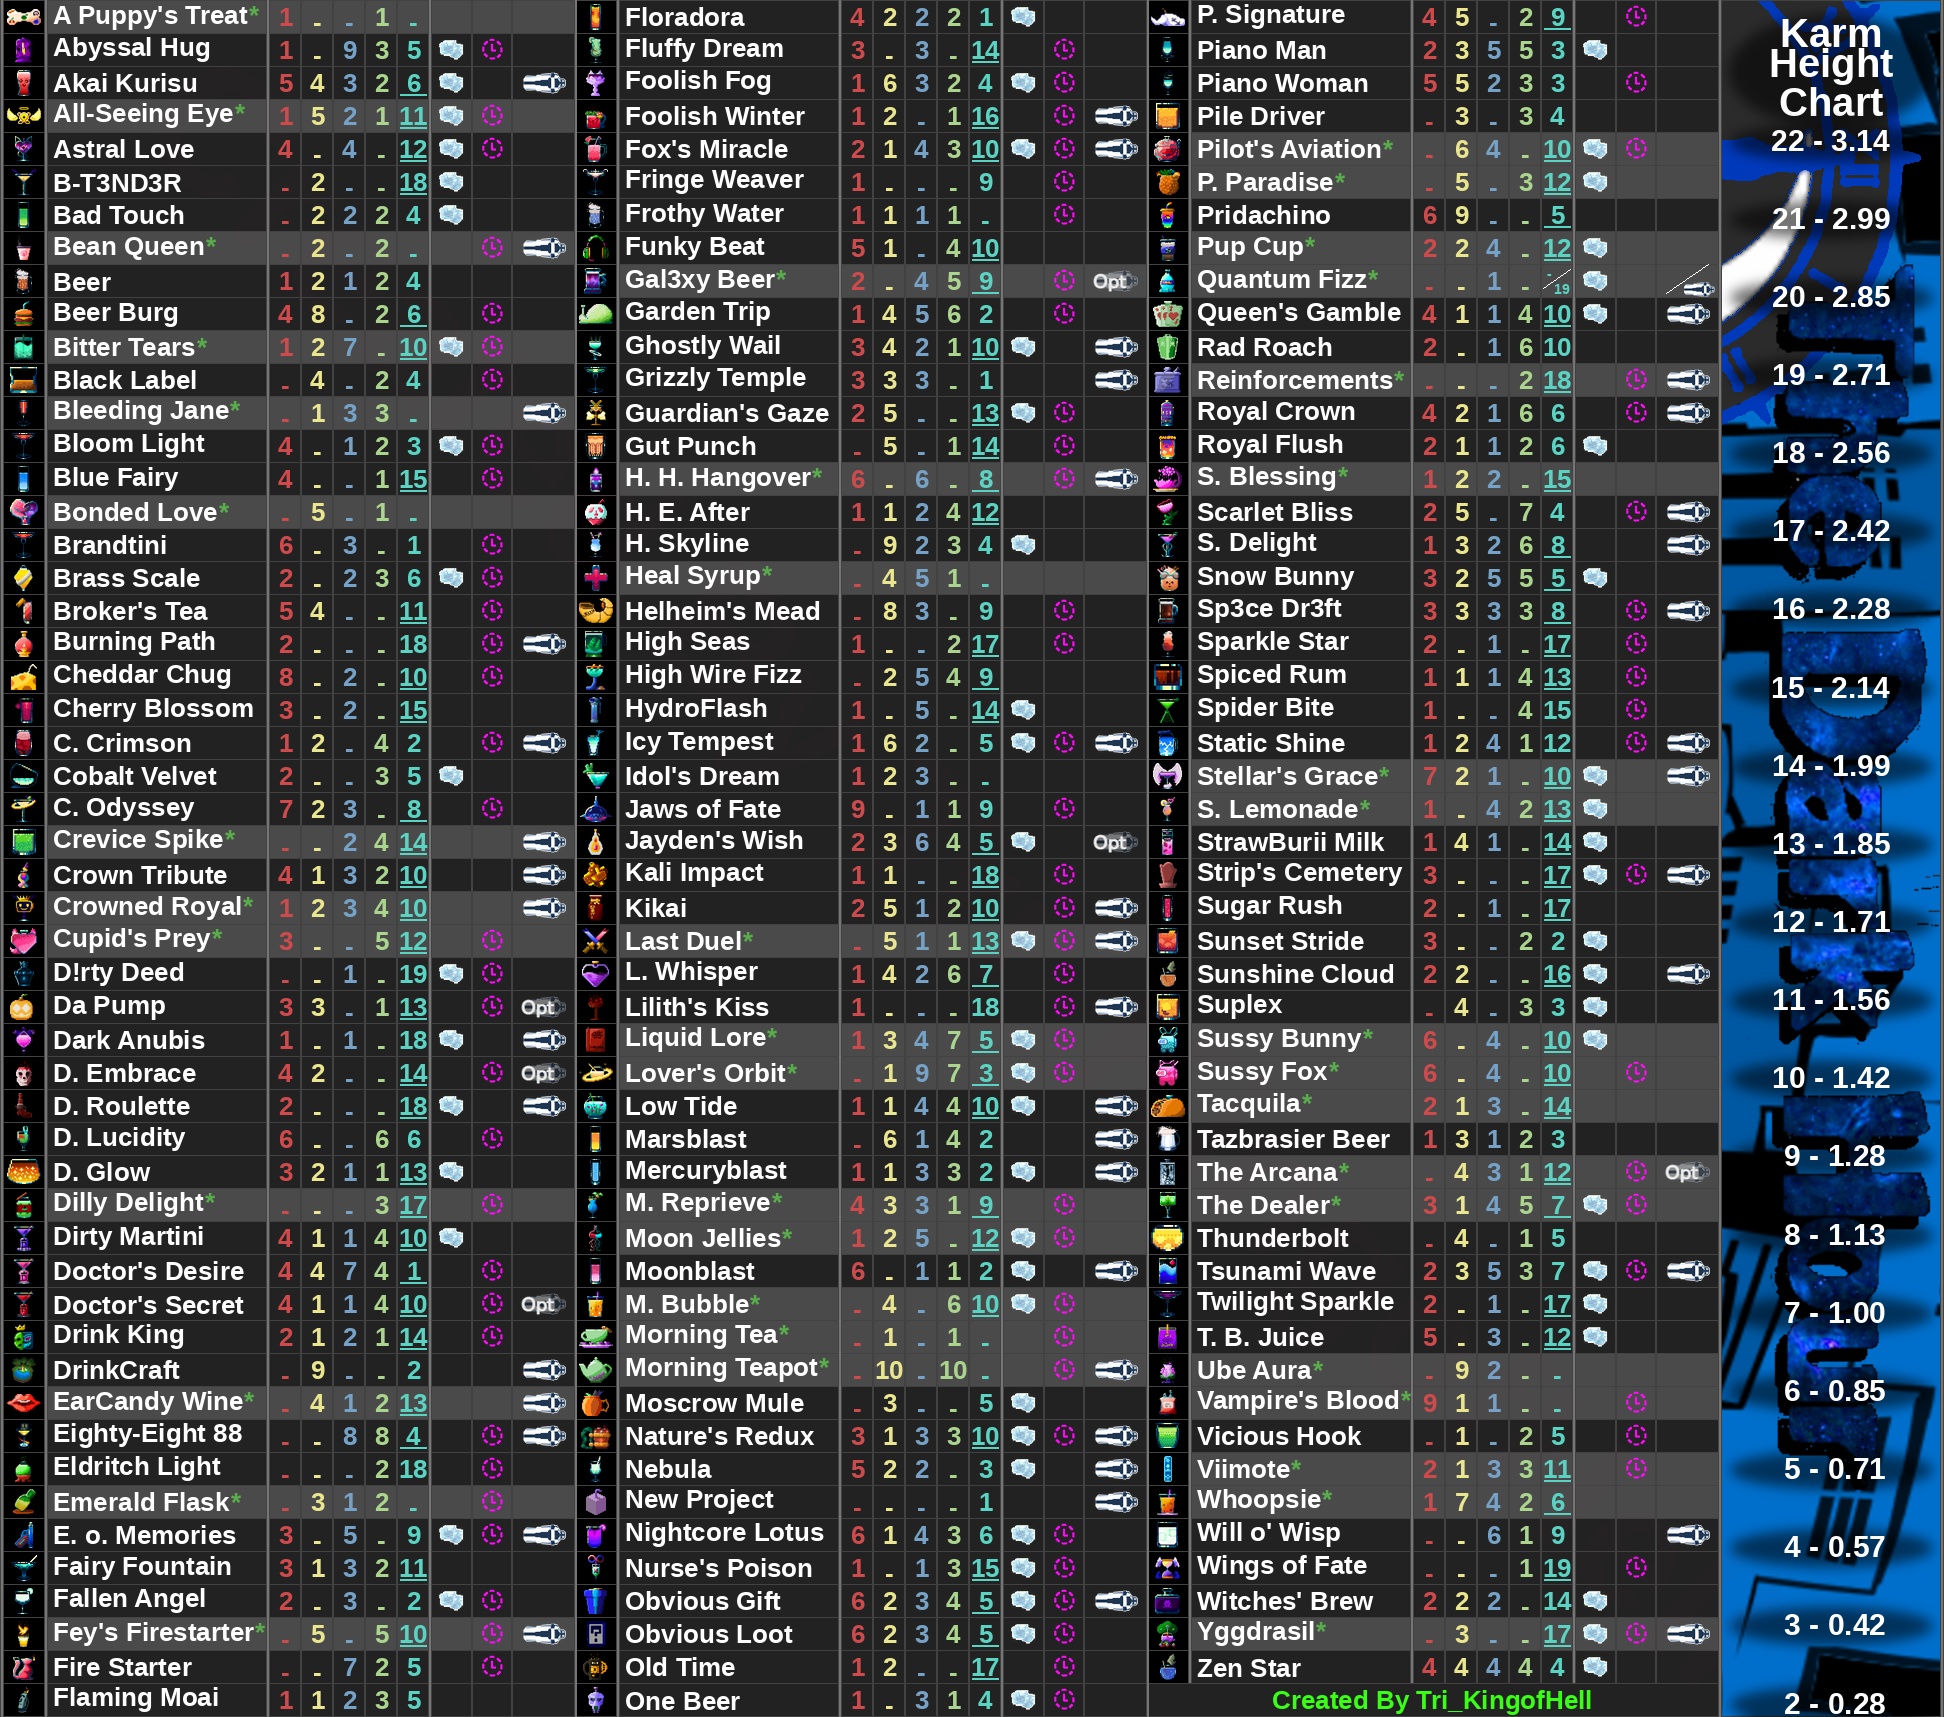 A Puppy's Treat* 1 - - 1 -
Abyssal Hug 1 - 9 3 5
Akai Kurisu 5 4 3 2 6
All-Seeing Eye* 1 5 2 1 11
Astral Love 4 - 4 - 12
B-T3ND3R - 2 - - 18
Bad Touch - 2 2 2 4
Bean Queen* - 2 - 2 -
Beer 1 2 1 2 4
Beer Burg 4 8 - 2 6
Bitter Tears* 1 2 7 - 10
Black Label - 4 - 2 4
Bleeding Jane* - 1 3 3 -
Bloom Light 4 - 1 2 3
Blue Fairy 4 - - 1 15
Bonded Love* - 5 - 1 -
Brandtini 6 - 3 - 1
Brass Scale 2 - 2 3 6
Broker's Tea 5 4 - - 11
Burning Path 2 - - - 18
Cheddar Chug 8 - 2 - 10
Cherry Blossom 3 - 2 - 15
C. Crimson 1 2 - 4 2
Cobalt Velvet 2 - - 3 5
C. Odyssey 7 2 3 - 8
Crevice Spike* - - 2 4 14
Crown Tribute 4 1 3 2 10
Crowned Royal* 1 2 3 4 10
Cupid's Prey* 3 - - 5 12
D!rty Deed - - 1 - 19
Da Pump 3 3 - 1 13 Opt
Dark Anubis 1 - 1 - 18
D. Embrace 4 2 - - 14 Opt
D. Roulette 2 - - - 18
D. Lucidity 6 - - 6 6
D. Glow 3 2 1 1 13
Dilly Delight* - - - 3 17
Dirty Martini 4 1 1 4 10
Doctor's Desire 4 4 7 4 1
Doctor's Secret 4 1 1 4 10 Opt
Drink King 2 1 2 1 14
DrinkCraft - 9 - - 2
EarCandy Wine* - 4 1 2 13
Eighty-Eight 88 - - 8 8 4
Eldritch Light - - - 2 18
Emerald Flask* - 3 1 2 -
E. o. Memories 3 - 5 - 9
Fairy Fountain 3 1 3 2 11
Fallen Angel 2 - 3 - 2
Fey's Firestarter* - 5 - 5 10
Fire Starter - - 7 2 5
Flaming Moai 1 1 2 3 5
Floradora 4 2 2 2 1
Fluffy Dream 3 - 3 - 14
Foolish Fog 1 6 3 2 4
Foolish Winter 1 2 - 1 16
Fox's Miracle 2 1 4 3 10
Fringe Weaver 1 - - - 9
Frothy Water 1 1 1 1 -
Funky Beat 5 1 - 4 10
Gal3xy Beer* 2 - 4 5 9 Opt
Garden Trip 1 4 5 6 2
Ghostly Wail 3 4 2 1 10
Grizzly Temple 3 3 3 - 1
Guardian's Gaze 2 5 - - 13
Gut Punch - 5 - 1 14
H. H. Hangover* 6 - 6 - 8
H. E. After 1 1 2 4 12
H. Skyline - 9 2 3 4
Heal Syrup* - 4 5 1 -
Helheim's Mead - 8 3 - 9
High Seas 1 - - 2 17
High Wire Fizz - 2 5 4 9
HydroFlash 1 - 5 - 14
Icy Tempest 1 6 2 - 5
Idol's Dream 1 2 3 - -
Jaws of Fate 9 - 1 1 9
Jayden's Wish 2 3 6 4 5 Opt
Kali Impact 1 1 - - 18
Kikai 2 5 1 2 10
Last Duel* - 5 1 1 13
L. Whisper 1 4 2 6 7
Lilith's Kiss 1 - - - 18
Liquid Lore* 1 3 4 7 5
Lover's Orbit* - 1 9 7 3
Low Tide 1 1 4 4 10
Marsblast - 6 1 4 2
Mercuryblast 1 1 3 3 2
M. Reprieve* 4 3 3 1 9
Moon Jellies* 1 2 5 - 12
Moonblast 6 - 1 1 2
M. Bubble* - 4 - 6 10
Morning Tea* - 1 - 1 -
Morning Teapot* - 10 - 10 -
Moscrow Mule - 3 - - 5
Nature's Redux 3 1 3 3 10
Nebula 5 2 2 - 3
New Project - - - - 1
Nightcore Lotus 6 1 4 3 6
Nurse's Poison 1 - 1 3 15
Obvious Gift 6 2 3 4 5
Obvious Loot 6 2 3 4 5
Old Time 1 2 - - 17
One Beer 1 - 3 1 4
P. Signature 4 5 - 2 9
Piano Man 2 3 5 5 3
Piano Woman 5 5 2 3 3
Pile Driver - 3 - 3 4
Pilot's Aviation* - 6 4 - 10
P. Paradise* - 5 - 3 12
Pridachino 6 9 - - 5
Pup Cup* 2 2 4 - 12
Quantum Fizz* - - 1 - -/19
Queen's Gamble 4 1 1 4 10
Rad Roach 2 - 1 6 10
Reinforcements* - - - 2 18
Royal Crown 4 2 1 6 6
Royal Flush 2 1 1 2 6
S. Blessing* 1 2 2 - 15
Scarlet Bliss 2 5 - 7 4
S. Delight 1 3 2 6 8
Snow Bunny 3 2 5 5 5
Sp3ce Dr3ft 3 3 3 3 8
Sparkle Star 2 - 1 - 17
Spiced Rum 1 1 1 4 13
Spider Bite 1 - - 4 15
Static Shine 1 2 4 1 12
Stellar's Grace* 7 2 1 - 10
S. Lemonade* 1 - 4 2 13
StrawBurii Milk 1 4 1 - 14
Strip's Cemetery 3 - - - 17
Sugar Rush 2 - 1 - 17
Sunset Stride 3 - - 2 2
Sunshine Cloud 2 2 - - 16
Suplex - 4 - 3 3
Sussy Bunny* 6 - 4 - 10
Sussy Fox* 6 - 4 - 10
Tacquila* 2 1 3 - 14
Tazbrasier Beer 1 3 1 2 3
The Arcana* - 4 3 1 12 Opt
The Dealer* 3 1 4 5 7
Thunderbolt - 4 - 1 5
Tsunami Wave 2 3 5 3 7
Twilight Sparkle 2 - 1 - 17
T. B. Juice 5 - 3 - 12
Ube Aura* - 9 2 - -
Vampire's Blood* 9 1 1 - -
Vicious Hook - 1 - 2 5
Viimote* 2 1 3 3 11
Whoopsie* 1 7 4 2 6
Will o' Wisp - - 6 1 9
Wings of Fate - - - 1 19
Witches' Brew 2 2 2 - 14
Yggdrasil* - 3 - - 17
Zen Star 4 4 4 4 4
Created By Tri_KingofHell
Karm
Height
Chart
22 - 3.14
21 - 2.99
20 - 2.85
19 - 2.71
18 - 2.56
17 - 2.42
16 - 2.28
15 - 2.14
14 - 1.99
13 - 1.85
12 - 1.71
11 - 1.56
10 - 1.42
9 - 1.28
8 - 1.13
7 - 1.00
6 - 0.85
5 - 0.71
4 - 0.57
3 - 0.42
2 - 0.28